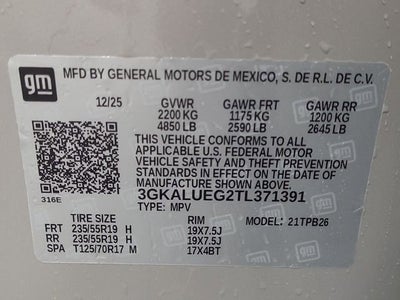 gm
MFD BY GENERAL MOTORS DE MEXICO, S. DE R.L. DE C.V.
12/25 GVWR GAWR FRT GAWR RR
2200 KG 1175 KG 1200 KG
4850 LB 2590 LB 2645 LB
THIS VEHICLE CONFORMS TO ALL
APPLICABLE U.S. FEDERAL MOTOR
VEHICLE SAFETY AND THEFT PREVENTION
STANDARDS IN EFFECT ON THE DATE OF
MANUFACTURE SHOWN ABOVE.
316E 3GKALUEG2TL371391
TYPE: MPV MODEL: 21TPB26
TIRE SIZE RIM
FRT 235/55R19 H 19X7.5J
RR 235/55R19 H 19X7.5J
SPA T125/70R17 M 17X4BT
gm
gm